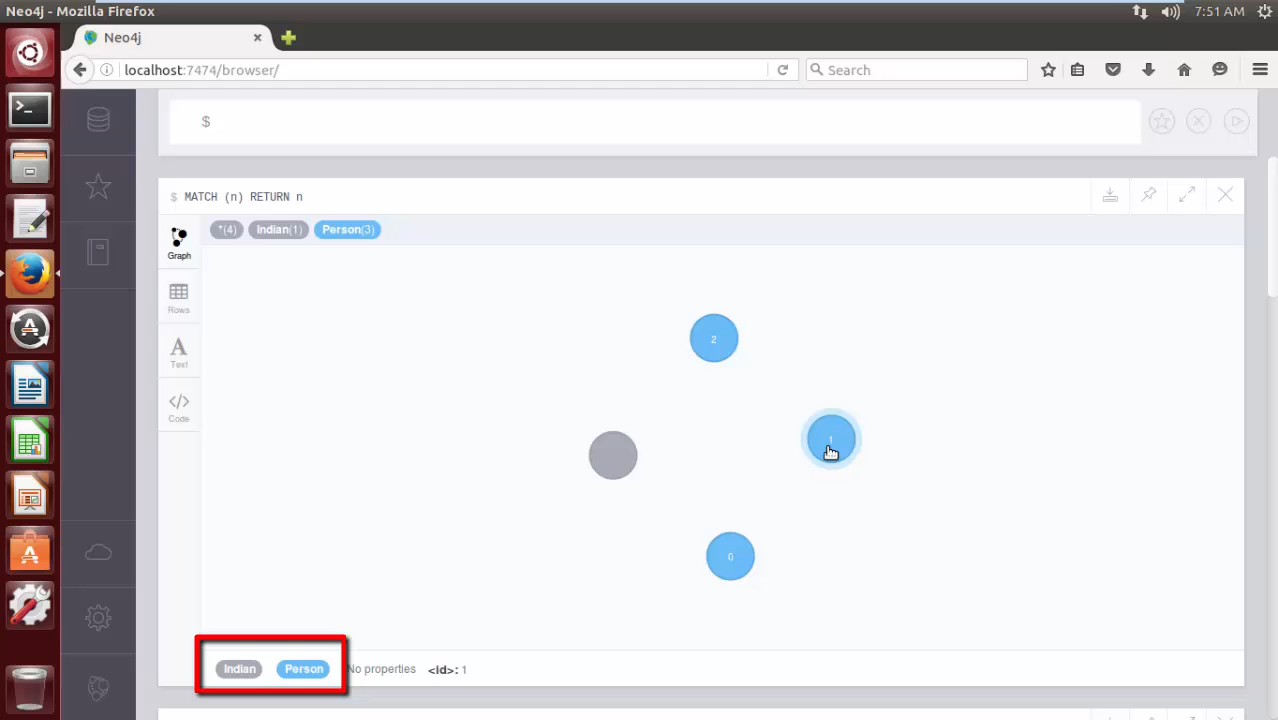 Neo4j - Mozilla Firefox
7:51 AM
Neo4j
localhost:7474/browser/
Search
$
$ MATCH (n) RETURN n
*(4) Indian(1) Person(3)
Graph
Rows
Text
Code
2
1
0
Indian Person No properties <id>: 1